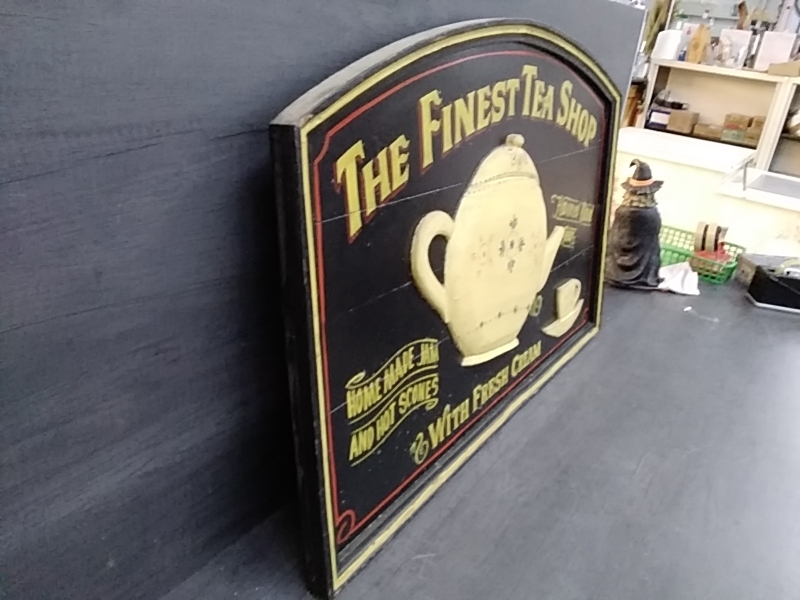 THE FINEST TEA SHOP
HOME MADE JAM
AND HOT SCONES
WITH FRESH CREAM